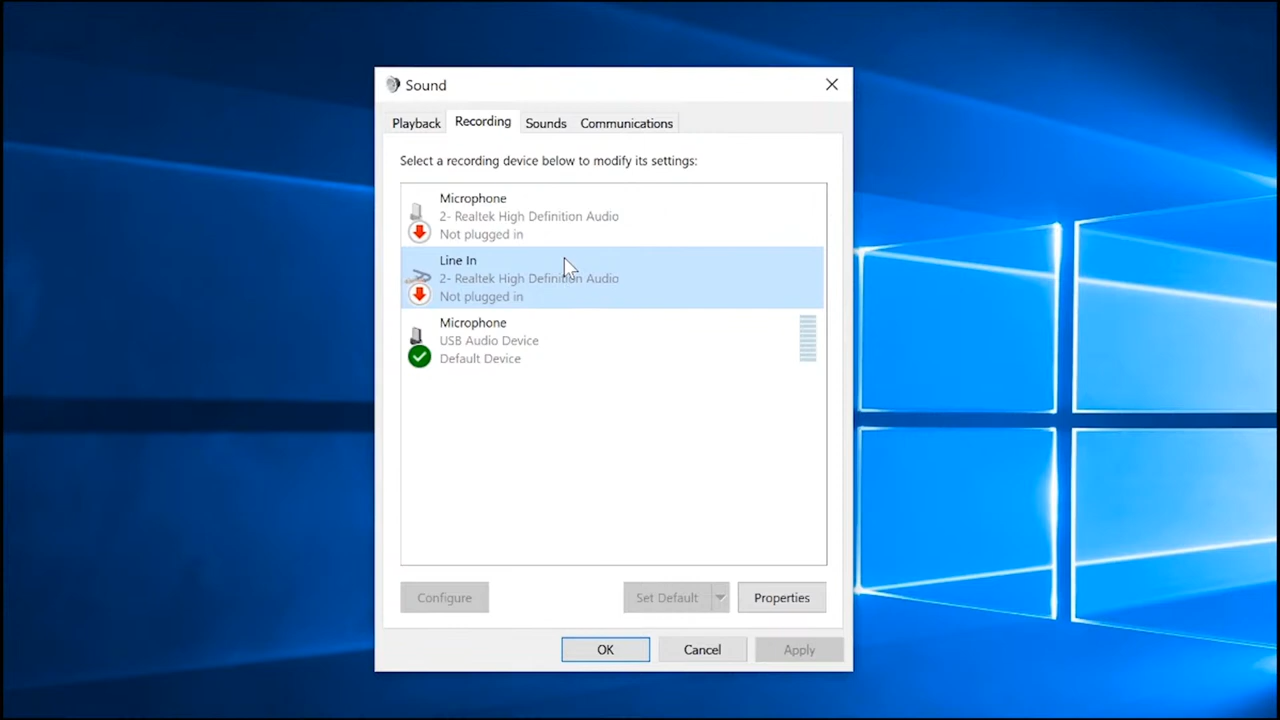 Sound
Playback Recording Sounds Communications
Select a recording device below to modify its settings:
Microphone
2- Realtek High Definition Audio
Not plugged in
Line In
2- Realtek High Definition Audio
Not plugged in
Microphone
USB Audio Device
Default Device
Configure Set Default Properties
OK Cancel Apply